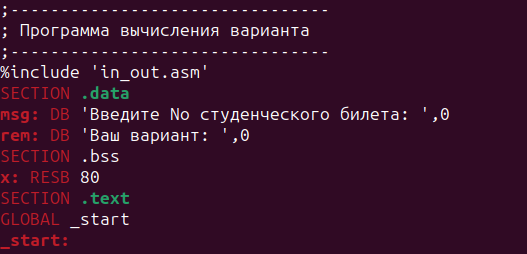 ;--------------------------------
; Программа вычисления варианта
;--------------------------------
%include 'in_out.asm'
SECTION .data
msg: DB 'Введите No студенческого билета: ',0
rem: DB 'Ваш вариант: ',0
SECTION .bss
x: RESB 80
SECTION .text
GLOBAL _start
_start: